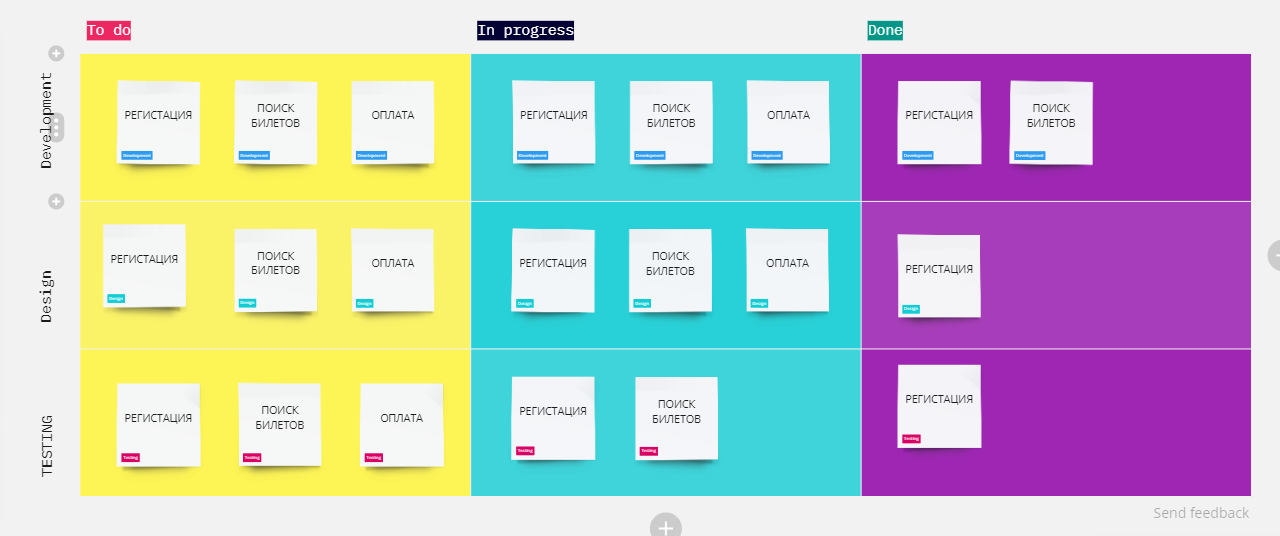 To do
In progress
Done
Development
РЕГИСТАЦИЯ
Development
ПОИСК
БИЛЕТОВ
Development
ОПЛАТА
Development
РЕГИСТАЦИЯ
Development
ПОИСК
БИЛЕТОВ
Development
ОПЛАТА
Development
РЕГИСТАЦИЯ
Development
ПОИСК
БИЛЕТОВ
Development
Design
РЕГИСТАЦИЯ
Design
ПОИСК
БИЛЕТОВ
Design
ОПЛАТА
Design
РЕГИСТАЦИЯ
Design
ПОИСК
БИЛЕТОВ
Design
ОПЛАТА
Design
РЕГИСТАЦИЯ
Design
TESTING
РЕГИСТАЦИЯ
Testing
ПОИСК
БИЛЕТОВ
Testing
ОПЛАТА
Testing
РЕГИСТАЦИЯ
Testing
ПОИСК
БИЛЕТОВ
Testing
РЕГИСТАЦИЯ
Testing
Send feedback